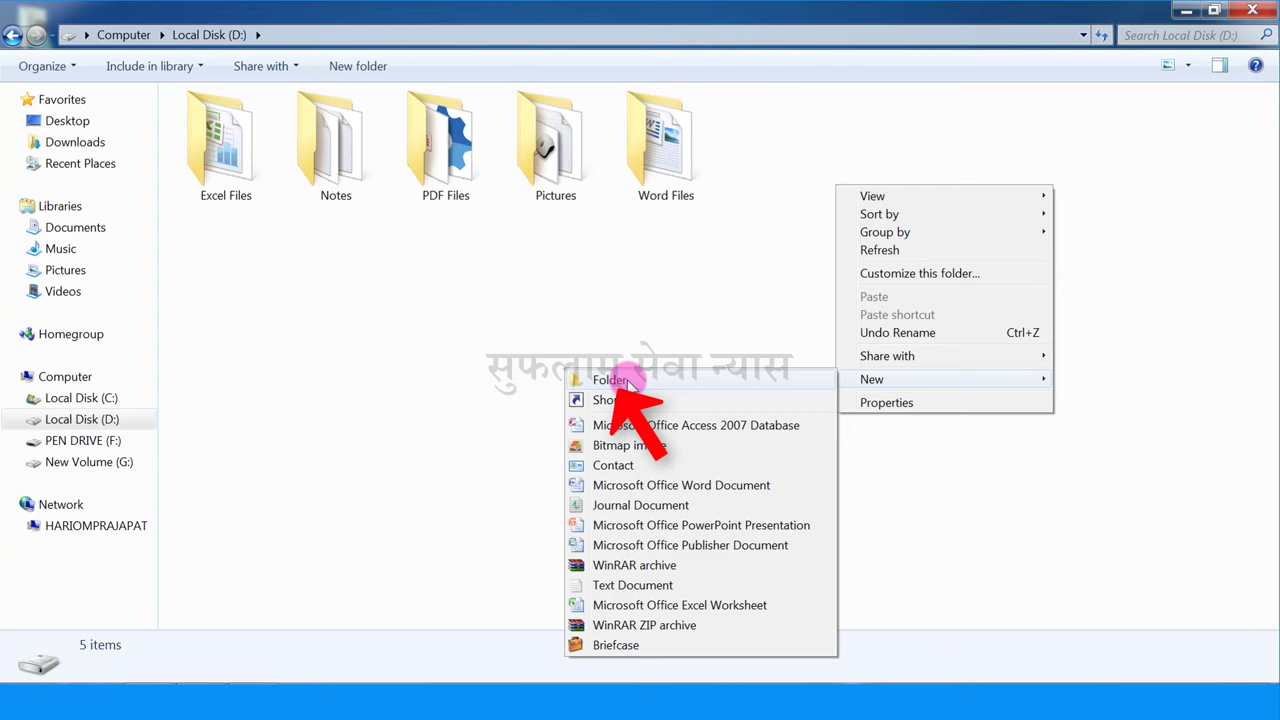 Computer
Local Disk (D:)
Search Local Disk (D:)
Organize
Include in library
Share with
New folder
Favorites
Desktop
Downloads
Recent Places
Libraries
Documents
Music
Pictures
Videos
Homegroup
Computer
Local Disk (C:)
Local Disk (D:)
PEN DRIVE (F:)
New Volume (G:)
Network
HARIOMPRAJAPAT
Excel Files
Notes
PDF Files
Pictures
Word Files
View
Sort by
Group by
Refresh
Customize this folder...
Paste
Paste shortcut
Undo Rename Ctrl+Z
Share with
New
Properties
सुफलाम सेवा न्यास
Folder
Microsoft Office Access 2007 Database
Bitmap image
Contact
Microsoft Office Word Document
Journal Document
Microsoft Office PowerPoint Presentation
Microsoft Office Publisher Document
WinRAR archive
Text Document
Microsoft Office Excel Worksheet
WinRAR ZIP archive
Briefcase
5 items